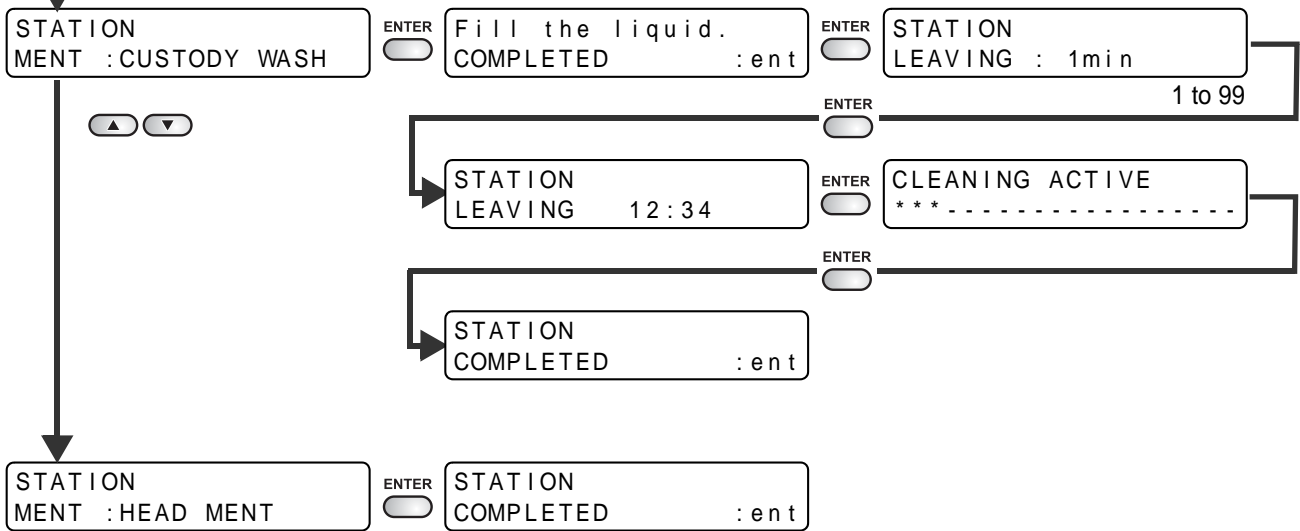 STATION
MENT : CUSTODY WASH
ENTER
Fill the liquid.
COMPLETED : ent
ENTER
STATION
LEAVING : 1min
1 to 99
ENTER
STATION
LEAVING 12:34
ENTER
CLEANING ACTIVE
***-----------------
ENTER
STATION
COMPLETED : ent
STATION
MENT : HEAD MENT
ENTER
STATION
COMPLETED : ent